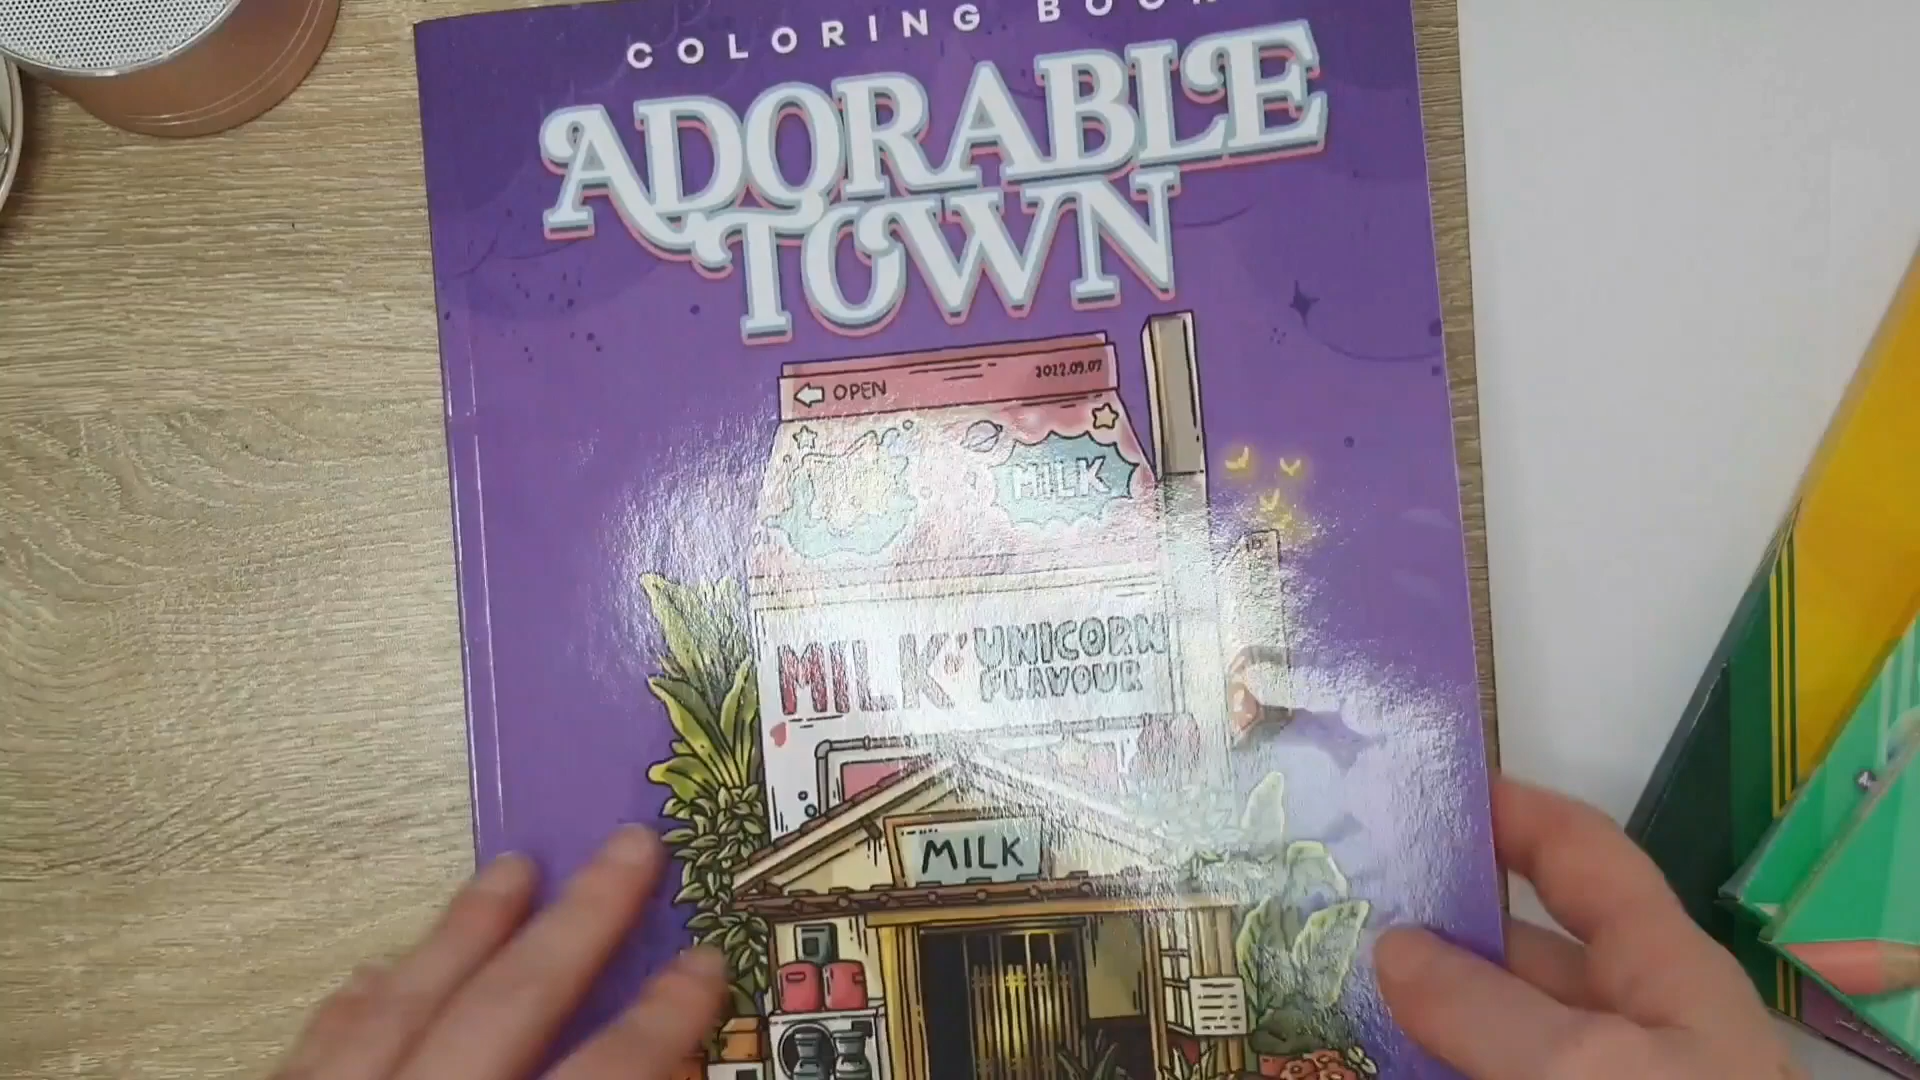 COLORING BOOK
ADORABLE
TOWN
OPEN 2022.09.07
MILK
MILK UNICORN
FLAVOUR
MILK